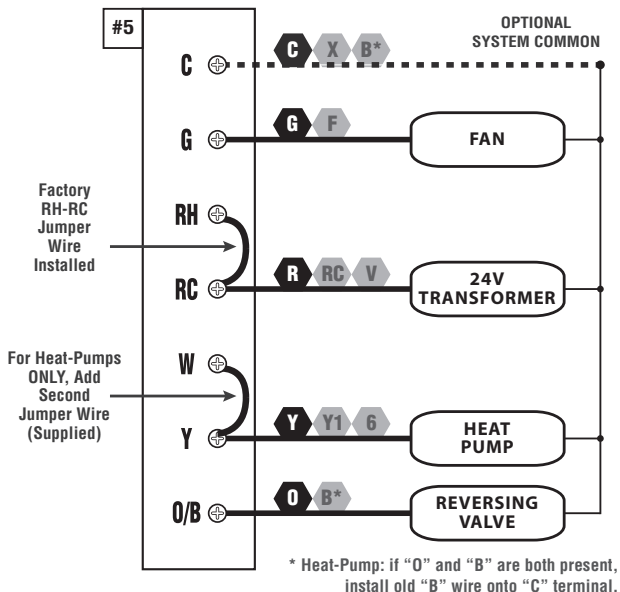 #5
OPTIONAL
SYSTEM COMMON
C
C X B*
G
G F
FAN
Factory
RH-RC
Jumper
Wire
Installed
RH
RC
R RC V
24V
TRANSFORMER
For Heat-Pumps
ONLY, Add
Second
Jumper Wire
(Supplied)
W
Y
Y Y1 6
HEAT
PUMP
O/B
O B*
REVERSING
VALVE
* Heat-Pump: if “O” and “B” are both present,
install old “B” wire onto “C” terminal.